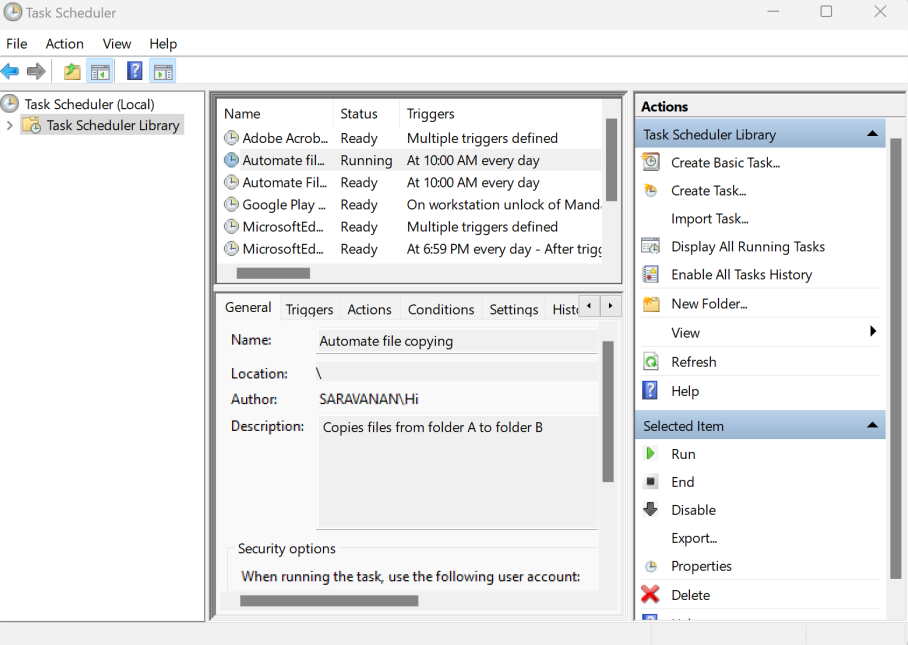 Task Scheduler
File Action View Help
Task Scheduler (Local)
Task Scheduler Library
Name Status Triggers
Adobe Acrob... Ready Multiple triggers defined
Automate fil... Running At 10:00 AM every day
Automate Fil... Ready At 10:00 AM every day
Google Play ... Ready On workstation unlock of Mand
MicrosoftEd... Ready Multiple triggers defined
MicrosoftEd... Ready At 6:59 PM every day - After trigg
General Triggers Actions Conditions Settings Histo
Name: Automate file copying
Location: \
Author: SARAVANAN\Hi
Description: Copies files from folder A to folder B
Security options
When running the task, use the following user account:
Actions
Task Scheduler Library
Create Basic Task...
Create Task...
Import Task...
Display All Running Tasks
Enable All Tasks History
New Folder...
View
Refresh
Help
Selected Item
Run
End
Disable
Export...
Properties
Delete